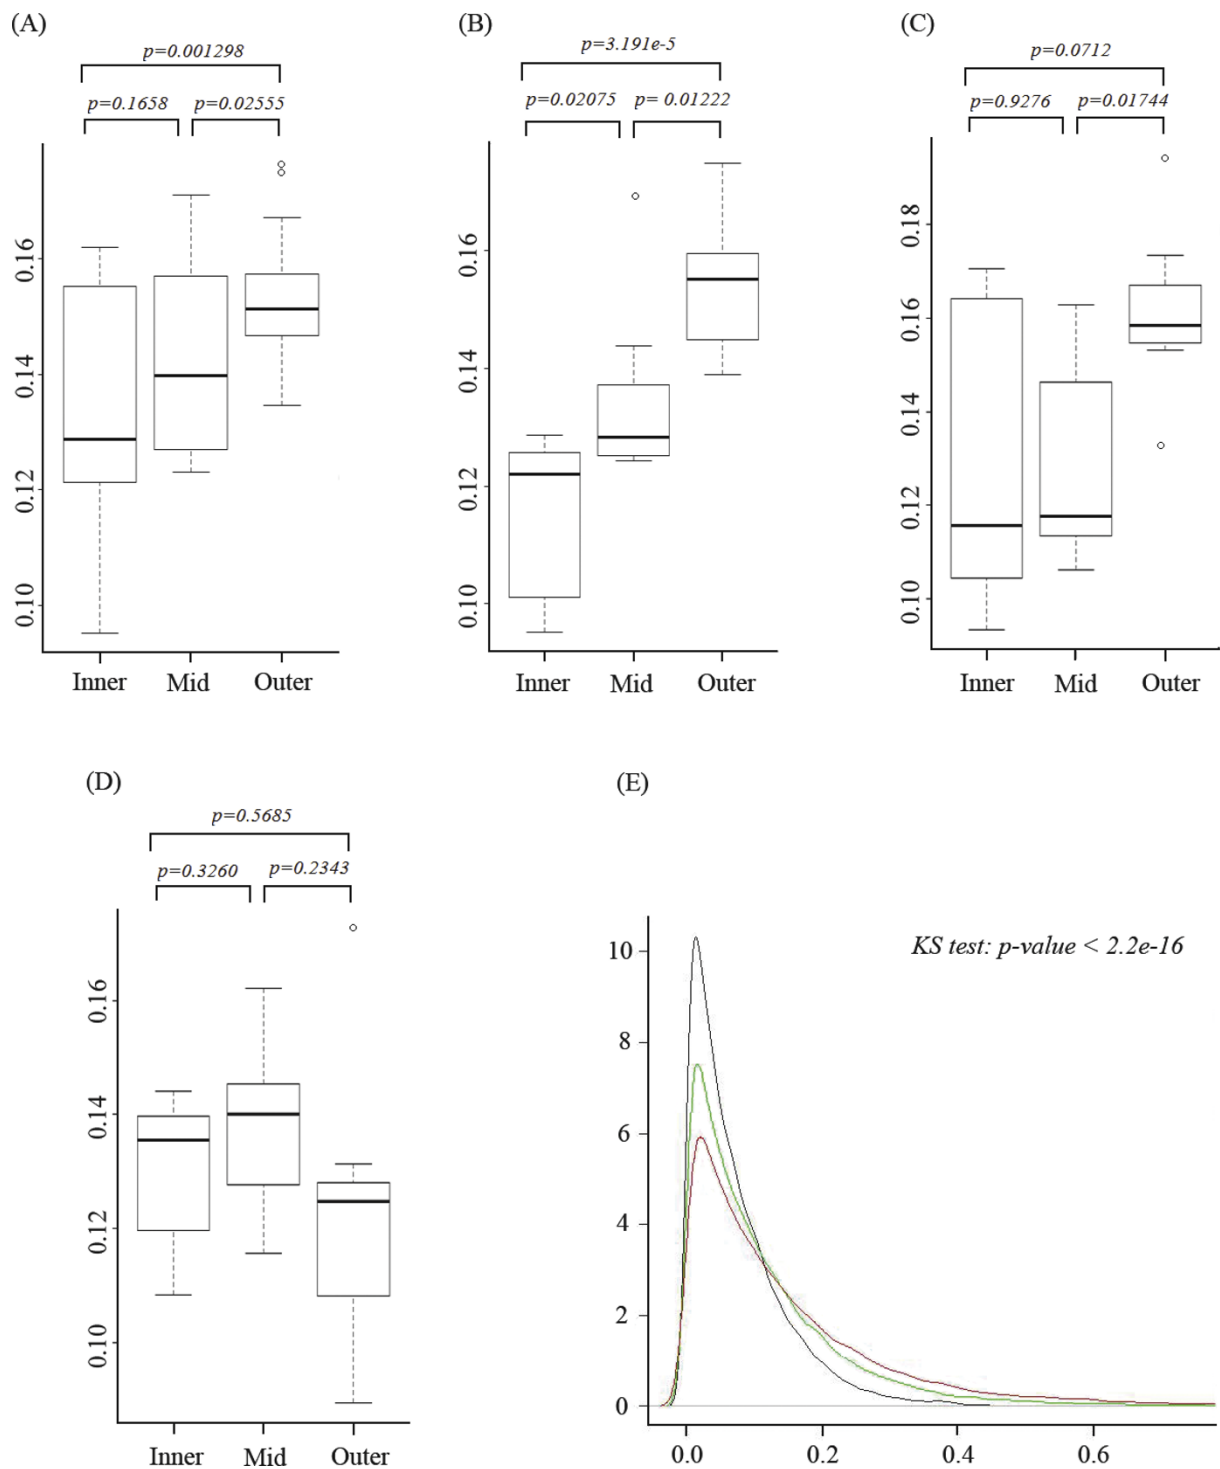 (A)
p=0.001298
p=0.1658 p=0.02555
0.16
0.14
0.12
0.10
Inner Mid Outer
(B)
p=3.191e-5
p=0.02075 p= 0.01222
0.16
0.14
0.12
0.10
Inner Mid Outer
(C)
p=0.0712
p=0.9276 p=0.01744
0.18
0.16
0.14
0.12
0.10
Inner Mid Outer
(D)
p=0.5685
p=0.3260 p=0.2343
0.16
0.14
0.12
0.10
Inner Mid Outer
(E)
KS test: p-value < 2.2e-16
10
8
6
4
2
0
0.0 0.2 0.4 0.6